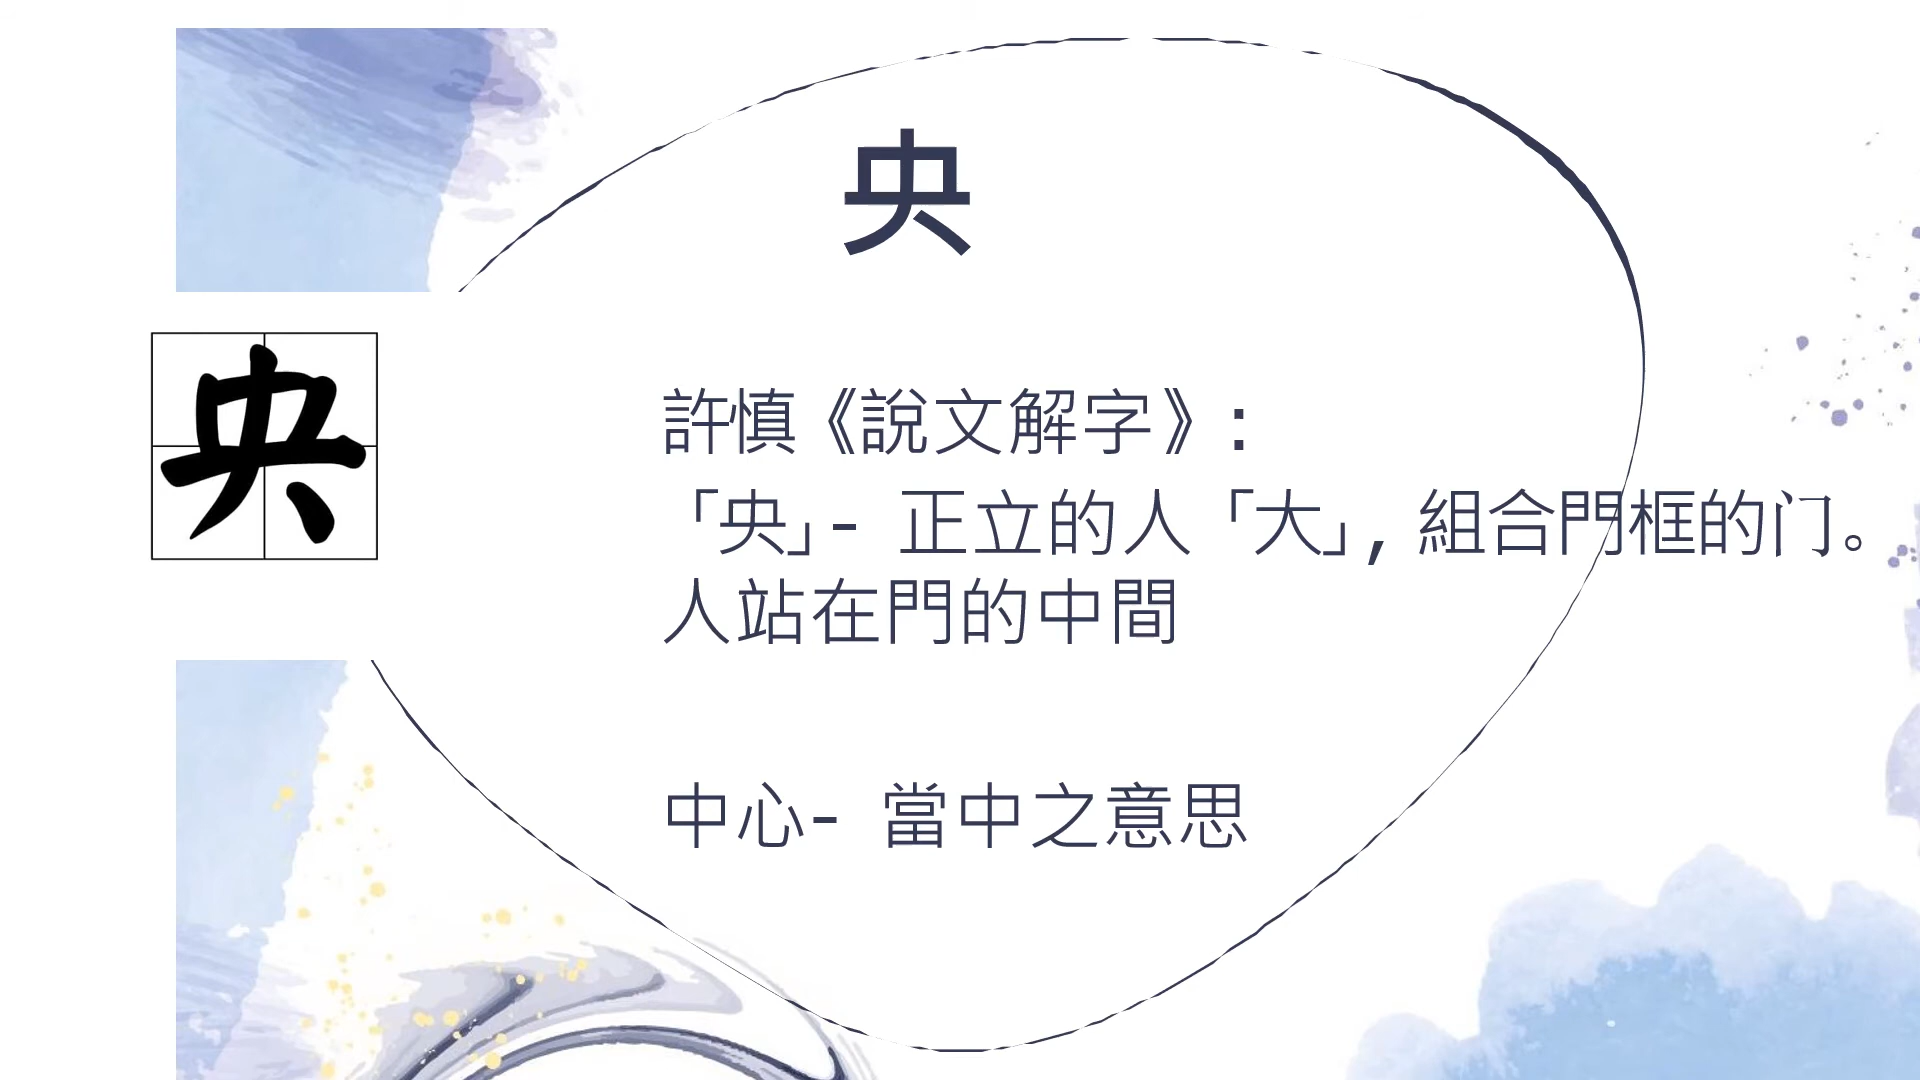 央
央
許慎《說文解字》:
「央」- 正立的人「大」, 組合門框的门。
人站在門的中間
中心- 當中之意思